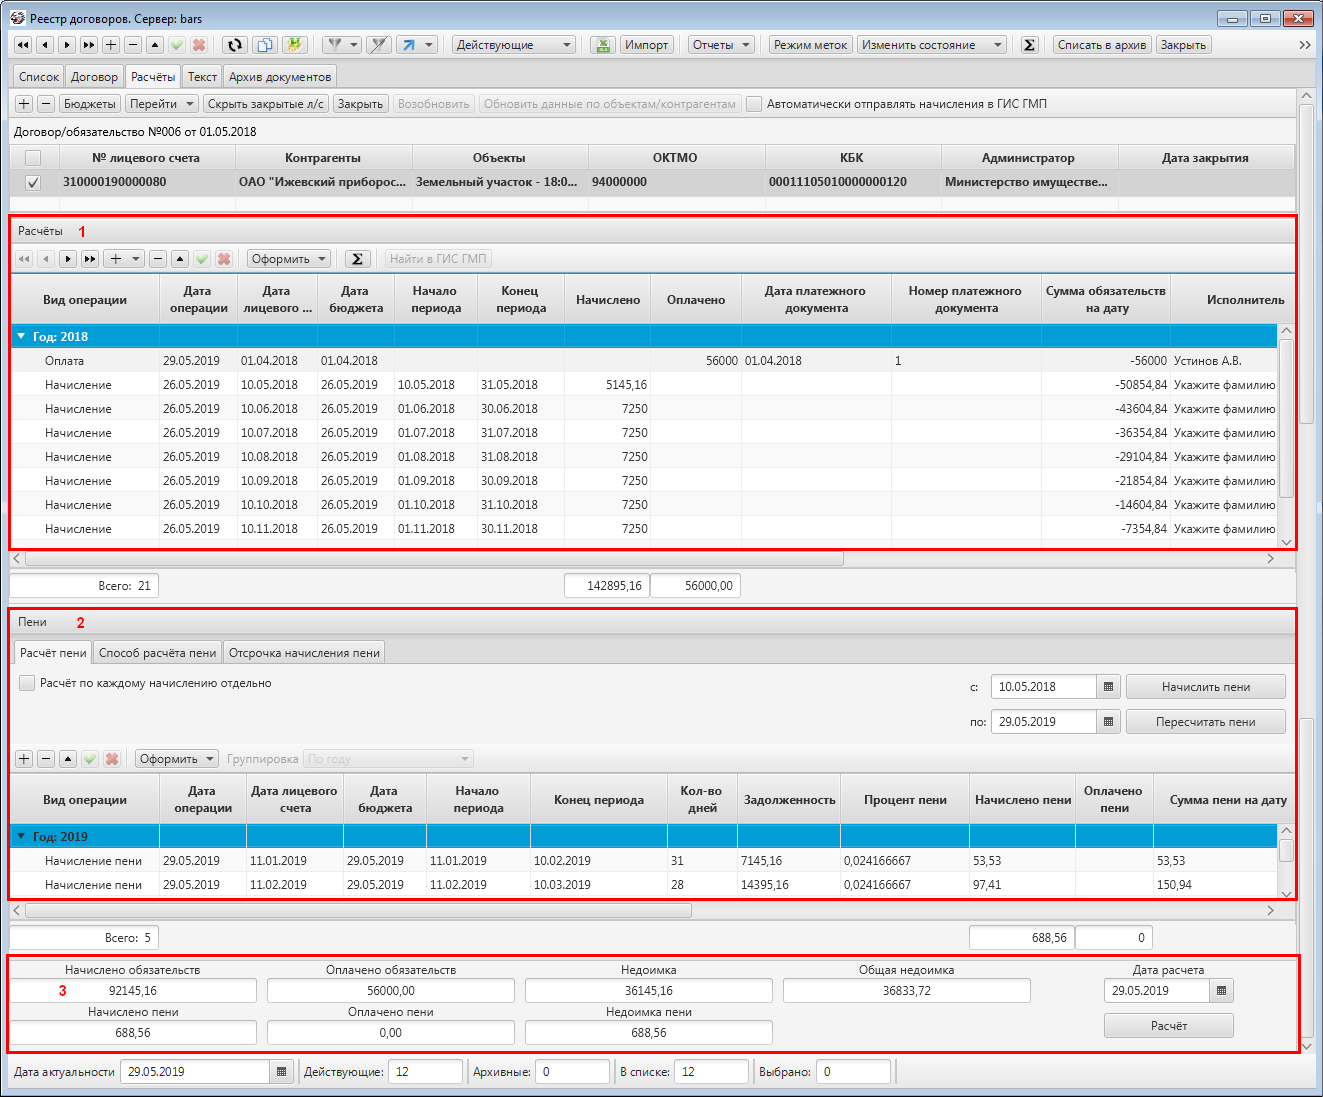 Реестр договоров. Сервер: bars
Действующие Импорт Отчеты Режим меток Изменить состояние Σ Списать в архив Закрыть
Список Договор Расчёты Текст Архив документов
Бюджеты Перейти Скрыть закрытые л/с Закрыть Возобновить Обновить данные по объектам/контрагентам Автоматически отправлять начисления в ГИС ГМП
Договор/обязательство №006 от 01.05.2018
№ лицевого счета Контрагенты Объекты ОКТМО КБК Администратор Дата закрытия
310000190000080 ОАО "Ижевский приборос... Земельный участок - 18:0... 94000000 00011105010000000120 Министерство имуществе...
Расчёты 1
Оформить Σ Найти в ГИС ГМП
Вид операции Дата операции Дата лицевого ... Дата бюджета Начало периода Конец периода Начислено Оплачено Дата платежного документа Номер платежного документа Сумма обязательств на дату Исполнитель
Год: 2018
Оплата 29.05.2019 01.04.2018 01.04.2018 56000 01.04.2018 1 -56000 Устинов А.В.
Начисление 26.05.2019 10.05.2018 26.05.2019 10.05.2018 31.05.2018 5145,16 -50854,84 Укажите фамилию
Начисление 26.05.2019 10.06.2018 26.05.2019 01.06.2018 30.06.2018 7250 -43604,84 Укажите фамилию
Начисление 26.05.2019 10.07.2018 26.05.2019 01.07.2018 31.07.2018 7250 -36354,84 Укажите фамилию
Начисление 26.05.2019 10.08.2018 26.05.2019 01.08.2018 31.08.2018 7250 -29104,84 Укажите фамилию
Начисление 26.05.2019 10.09.2018 26.05.2019 01.09.2018 30.09.2018 7250 -21854,84 Укажите фамилию
Начисление 26.05.2019 10.10.2018 26.05.2019 01.10.2018 31.10.2018 7250 -14604,84 Укажите фамилию
Начисление 26.05.2019 10.11.2018 26.05.2019 01.11.2018 30.11.2018 7250 -7354,84 Укажите фамилию
Всего: 21 142895,16 56000,00
Пени 2
Расчёт пени Способ расчёта пени Отсрочка начисления пени
Расчёт по каждому начислению отдельно с: 10.05.2018 Начислить пени
по: 29.05.2019 Пересчитать пени
Оформить Группировка По году
Вид операции Дата операции Дата лицевого счета Дата бюджета Начало периода Конец периода Кол-во дней Задолженность Процент пени Начислено пени Оплачено пени Сумма пени на дату
Год: 2019
Начисление пени 29.05.2019 11.01.2019 29.05.2019 11.01.2019 10.02.2019 31 7145,16 0,024166667 53,53 53,53
Начисление пени 29.05.2019 11.02.2019 29.05.2019 11.02.2019 10.03.2019 28 14395,16 0,024166667 97,41 150,94
Всего: 5 688,56 0
Начислено обязательств Оплачено обязательств Недоимка Общая недоимка Дата расчета
3 92145,16 56000,00 36145,16 36833,72 29.05.2019
Начислено пени Оплачено пени Недоимка пени
688,56 0,00 688,56 Расчёт
Дата актуальности 29.05.2019 Действующие: 12 Архивные: 0 В списке: 12 Выбрано: 0